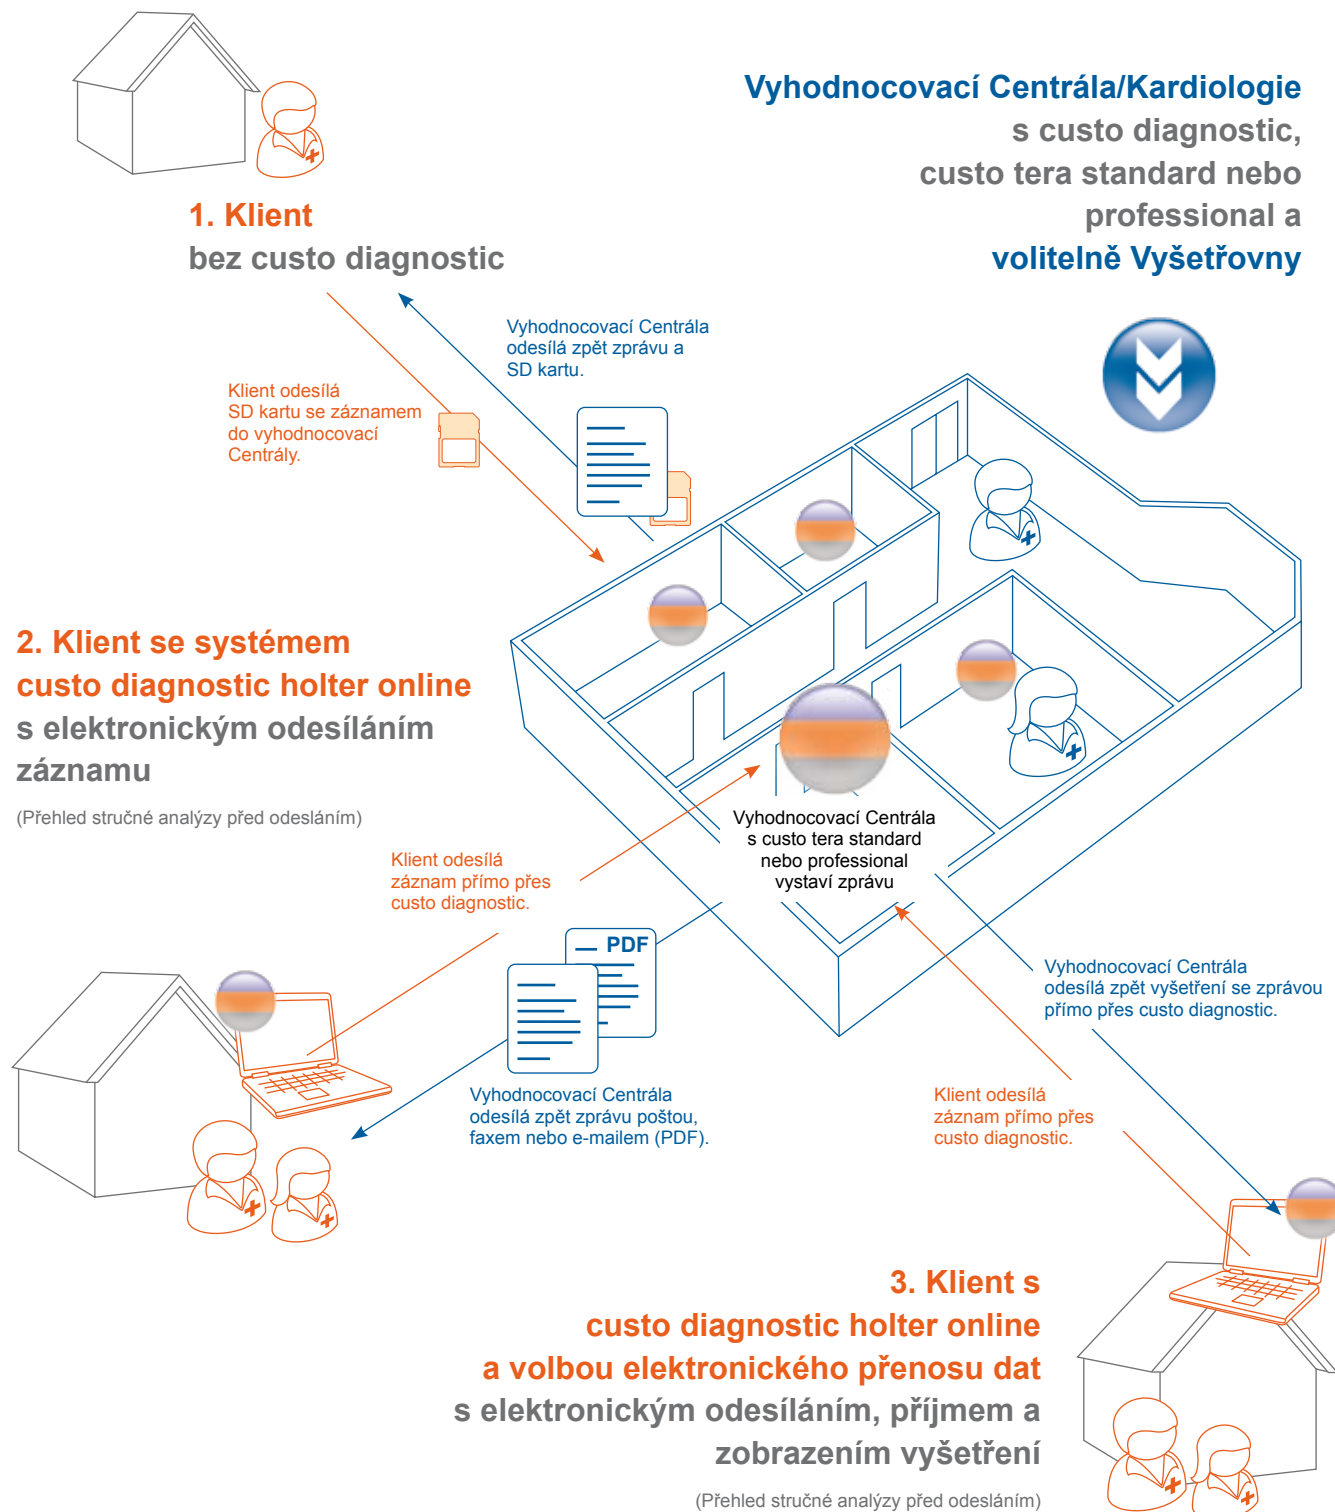 Vyhodnocovací Centrála/Kardiologie
s custo diagnostic,
custo tera standard nebo
professional a
volitelně Vyšetřovny
1. Klient
bez custo diagnostic
Vyhodnocovací Centrála
odesílá zpět zprávu a
SD kartu.
Klient odesílá
SD kartu se záznamem
do vyhodnocovací
Centrály.
2. Klient se systémem
custo diagnostic holter online
s elektronickým odesíláním
záznamu
(Přehled stručné analýzy před odesláním)
Vyhodnocovací Centrála
s custo tera standard
nebo professional
vystaví zprávu
Klient odesílá
záznam přímo přes
custo diagnostic.
PDF
Vyhodnocovací Centrála
odesílá zpět vyšetření se zprávou
přímo přes custo diagnostic.
Vyhodnocovací Centrála
odesílá zpět zprávu poštou,
faxem nebo e-mailem (PDF).
Klient odesílá
záznam přímo přes
custo diagnostic.
3. Klient s
custo diagnostic holter online
a volbou elektronického přenosu dat
s elektronickým odesíláním, příjmem a
zobrazením vyšetření
(Přehled stručné analýzy před odesláním)